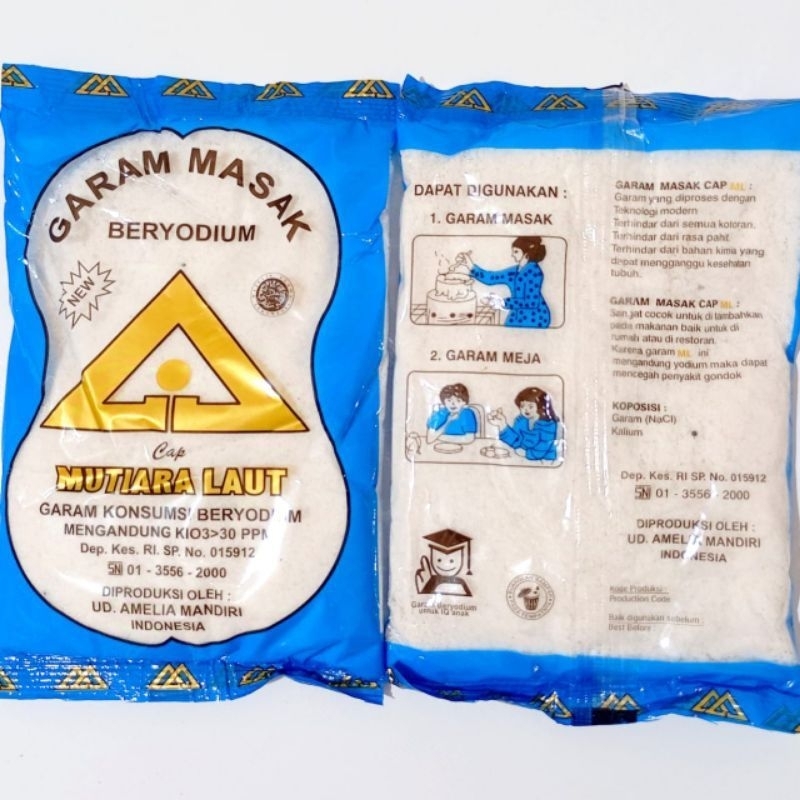 GARAM MASAK
BERYODIUM
NEW
Cap
MUTIARA LAUT
GARAM KONSUMSI BERYODIUM
MENGANDUNG KIO3>30 PPM
Dep. Kes. RI. SP. No. 015912
SNI 01 - 3556 - 2000
DIPRODUKSI OLEH :
UD. AMELIA MANDIRI
INDONESIA
DAPAT DIGUNAKAN :
1. GARAM MASAK
2. GARAM MEJA
Garam beryodium
untuk IQ anak
GARAM MASAK CAP ML :
Garam yang diproses dengan
Teknologi modern
Terhindar dari semua kotoran.
Terhindar dari rasa pahit.
Terhindar dari bahan kimia yang
dapat mengganggu kesehatan
tubuh.
GARAM MASAK CAP ML :
Sangat cocok untuk di tambahkan
pada makanan baik untuk di
rumah atau di restoran.
Karena garam ML ini
mengandung yodium maka dapat
mencegah penyakit gondok
KOPOSISI :
Garam (NaCl)
Kalium
Dep. Kes. RI SP. No. 015912
SNI 01 - 3556 - 2000
DIPRODUKSI OLEH :
UD. AMELIA MANDIRI
INDONESIA
Kode Produksi :
Production Code
Baik digunakan sebelum :
Best Before :